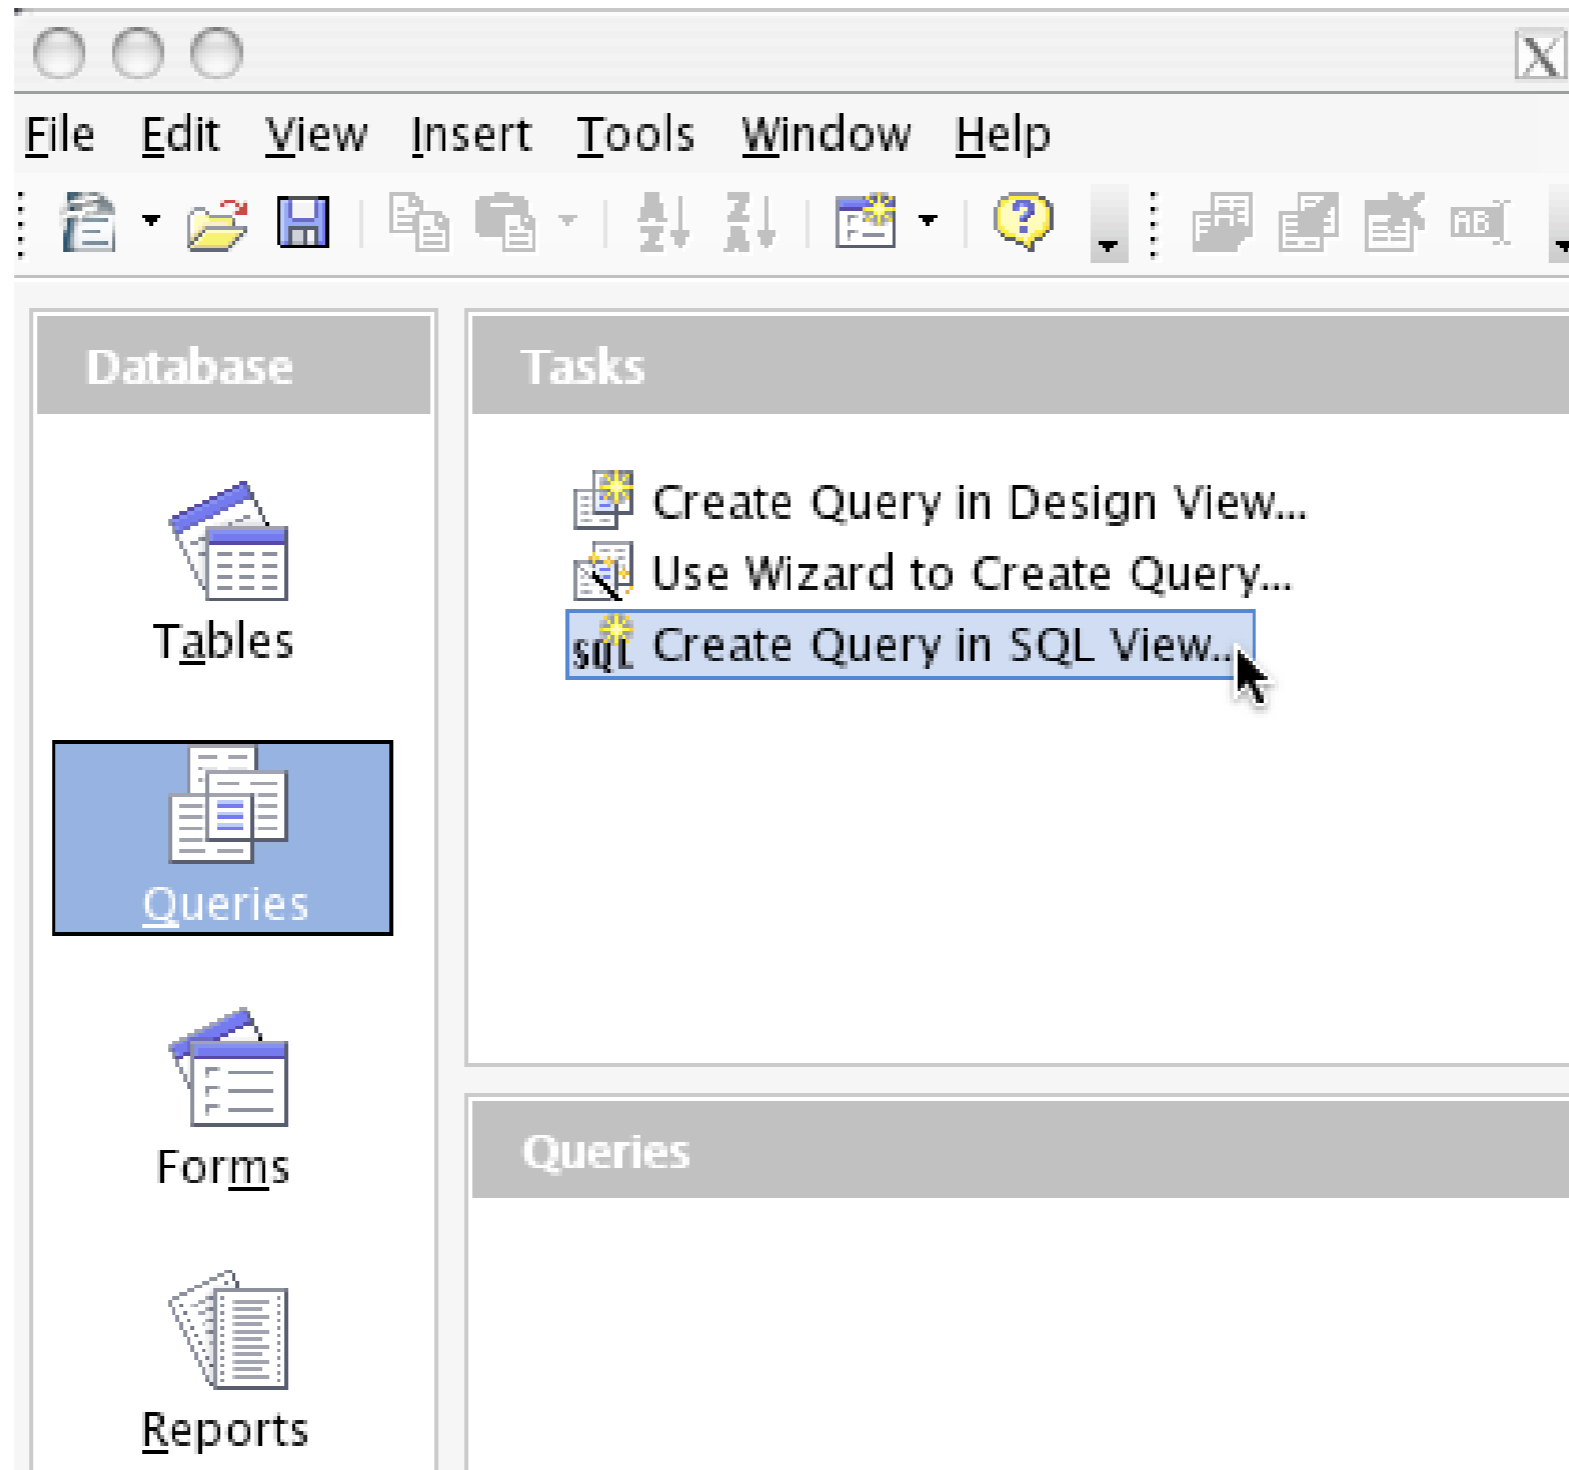 X
File Edit View Insert Tools Window Help
Database
Tables
Queries
Forms
Reports
Tasks
Create Query in Design View...
Use Wizard to Create Query...
SQL Create Query in SQL View...
Queries